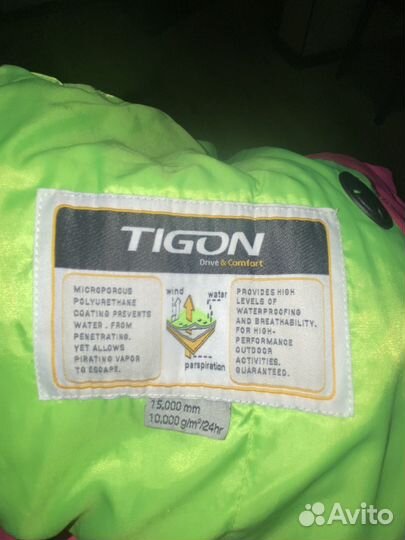 TIGON
Drive & Comfort
MICROPOROUS
POLYURETHANE
COATING PREVENTS
WATER . FROM
PENETRATING.
YET ALLOWS
PIRATING VAPOR
TO ESCAPE.
wind
water
parspiration
PROVIDES HIGH
LEVELS OF
WATERPROOFING
AND BREATHABILITY.
FOR HIGH-
PERFORMANCE
OUTDOOR
ACTIVITIES.
GUARANTEED.
15,000 mm
10,000 g/m²/24hr
Avito